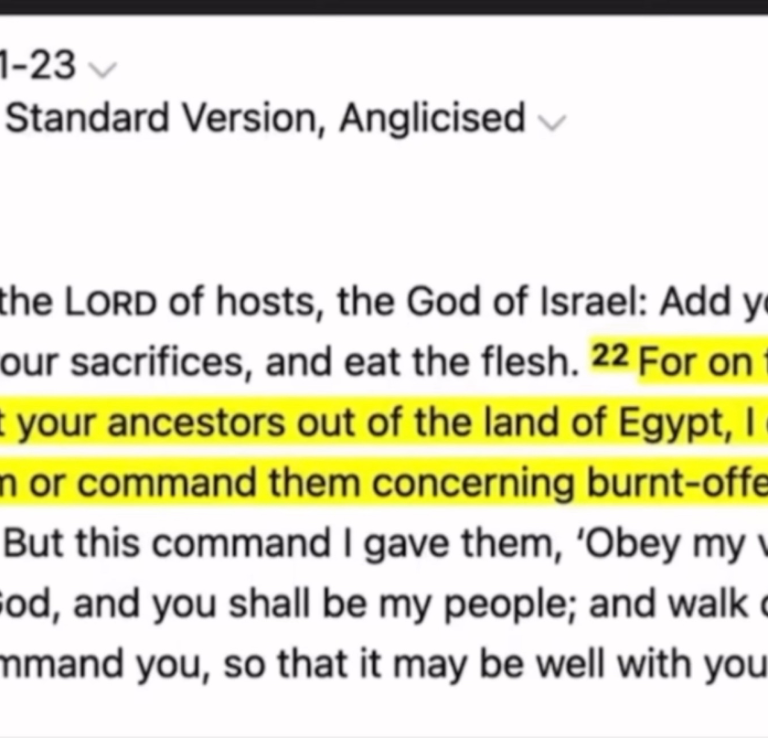 1-23
Standard Version, Anglicised
the LORD of hosts, the God of Israel: Add
our sacrifices, and eat the flesh. 22 For on
your ancestors out of the land of Egypt, I
or command them concerning burnt-offe
But this command I gave them, ‘Obey my
God, and you shall be my people; and walk
mmand you, so that it may be well with you